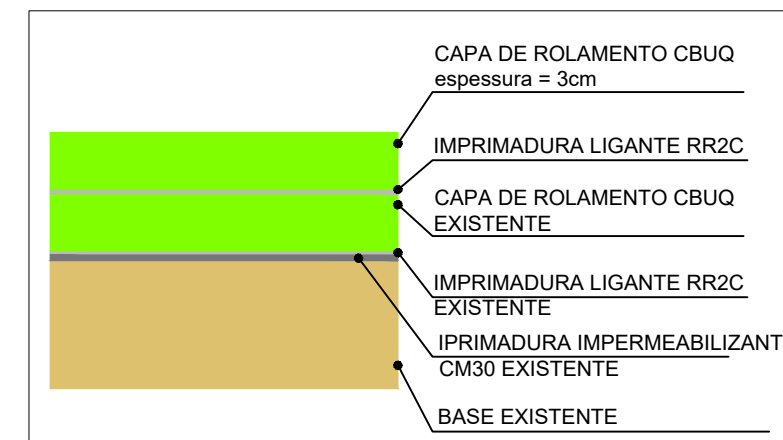 CAPA DE ROLAMENTO CBUQ
espessura = 3cm
IMPRIMADURA LIGANTE RR2C
CAPA DE ROLAMENTO CBUQ
EXISTENTE
IMPRIMADURA LIGANTE RR2C
EXISTENTE
IPRIMADURA IMPERMEABILIZANT
CM30 EXISTENTE
BASE EXISTENTE